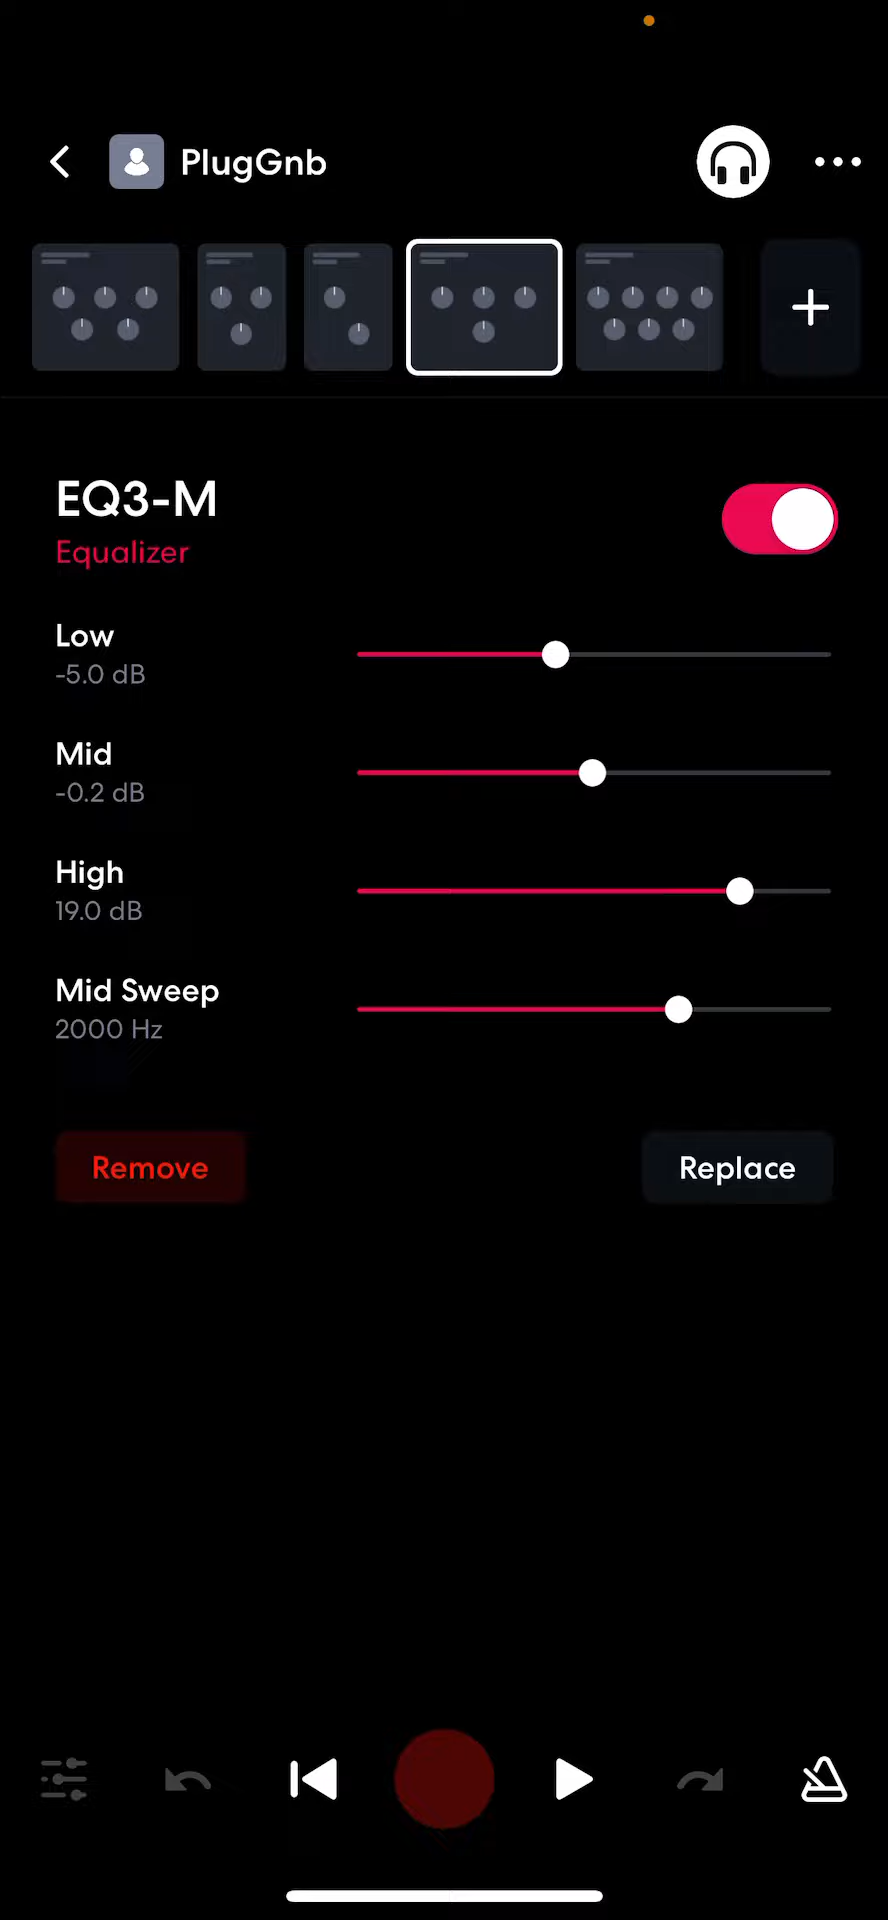 PlugGnb
EQ3-M
Equalizer
Low
-5.0 dB
Mid
-0.2 dB
High
19.0 dB
Mid Sweep
2000 Hz
Remove
Replace